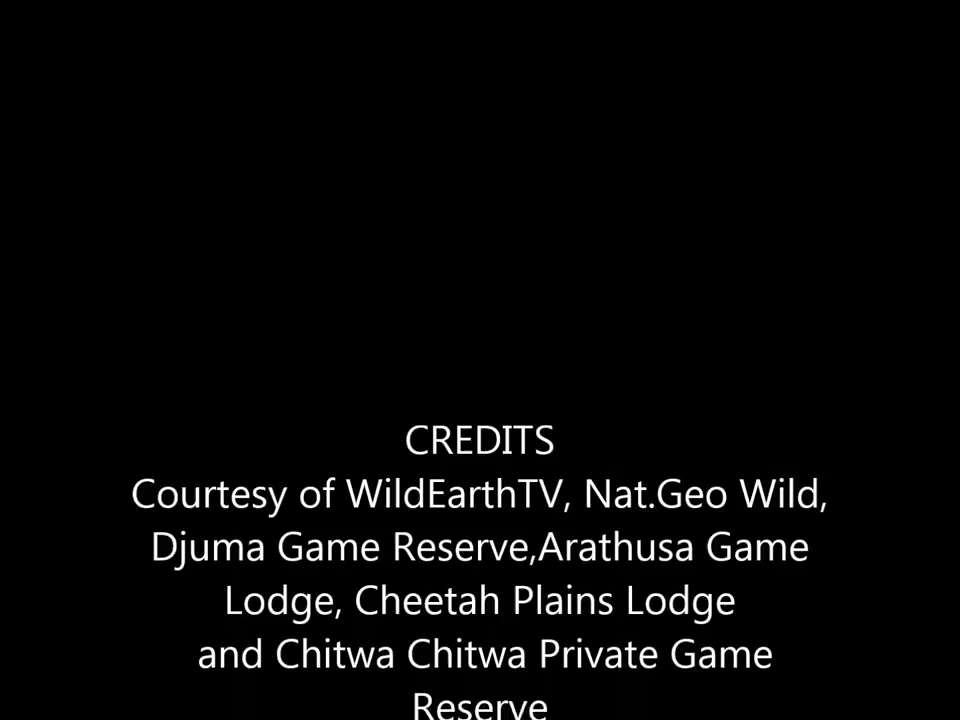 CREDITS
Courtesy of WildEarthTV, Nat.Geo Wild,
Djuma Game Reserve,Arathusa Game
Lodge, Cheetah Plains Lodge
and Chitwa Chitwa Private Game
Reserve